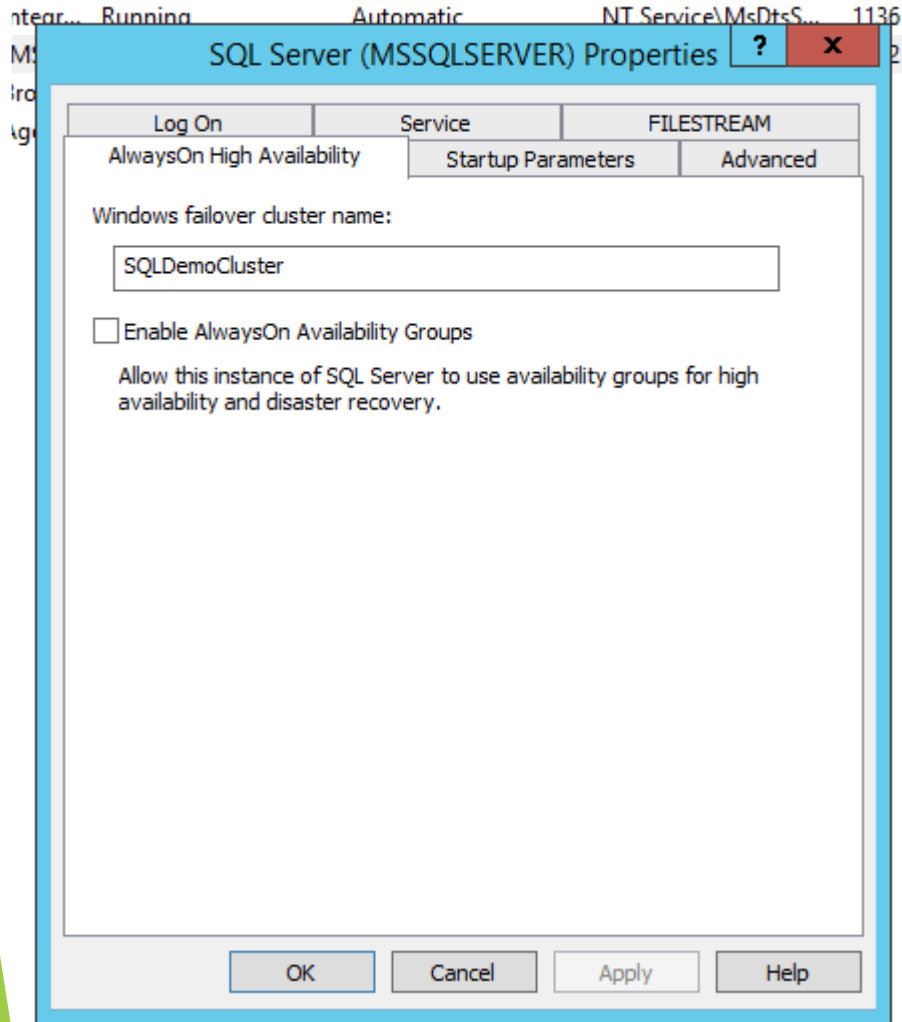 Running Automatic NT Service\MsDtsS... 1136
SQL Server (MSSQLSERVER) Properties ? x
Log On Service FILESTREAM
AlwaysOn High Availability Startup Parameters Advanced
Windows failover cluster name:
SQLDemoCluster
Enable AlwaysOn Availability Groups
Allow this instance of SQL Server to use availability groups for high
availability and disaster recovery.
OK Cancel Apply Help